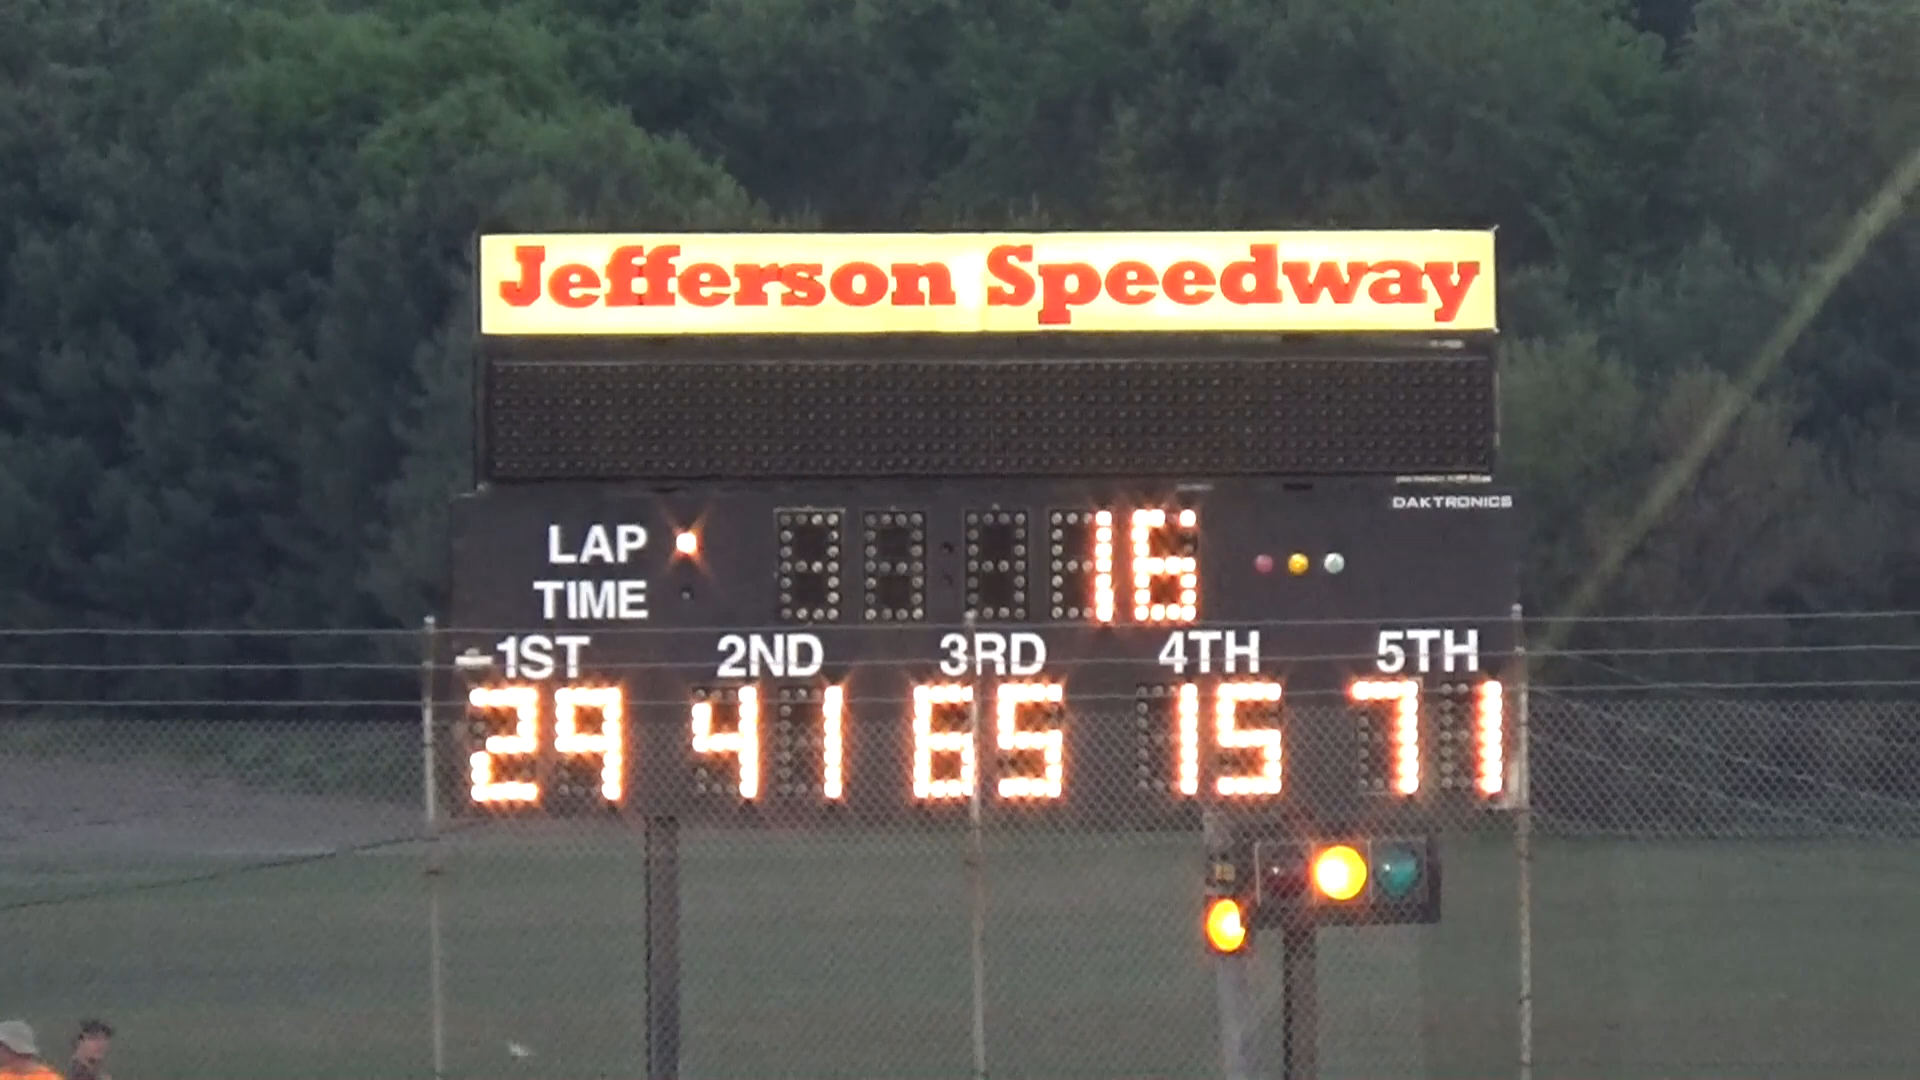 Jefferson Speedway
DAKTRONICS
LAP 16
TIME
1ST 2ND 3RD 4TH 5TH
29 41 65 15 71